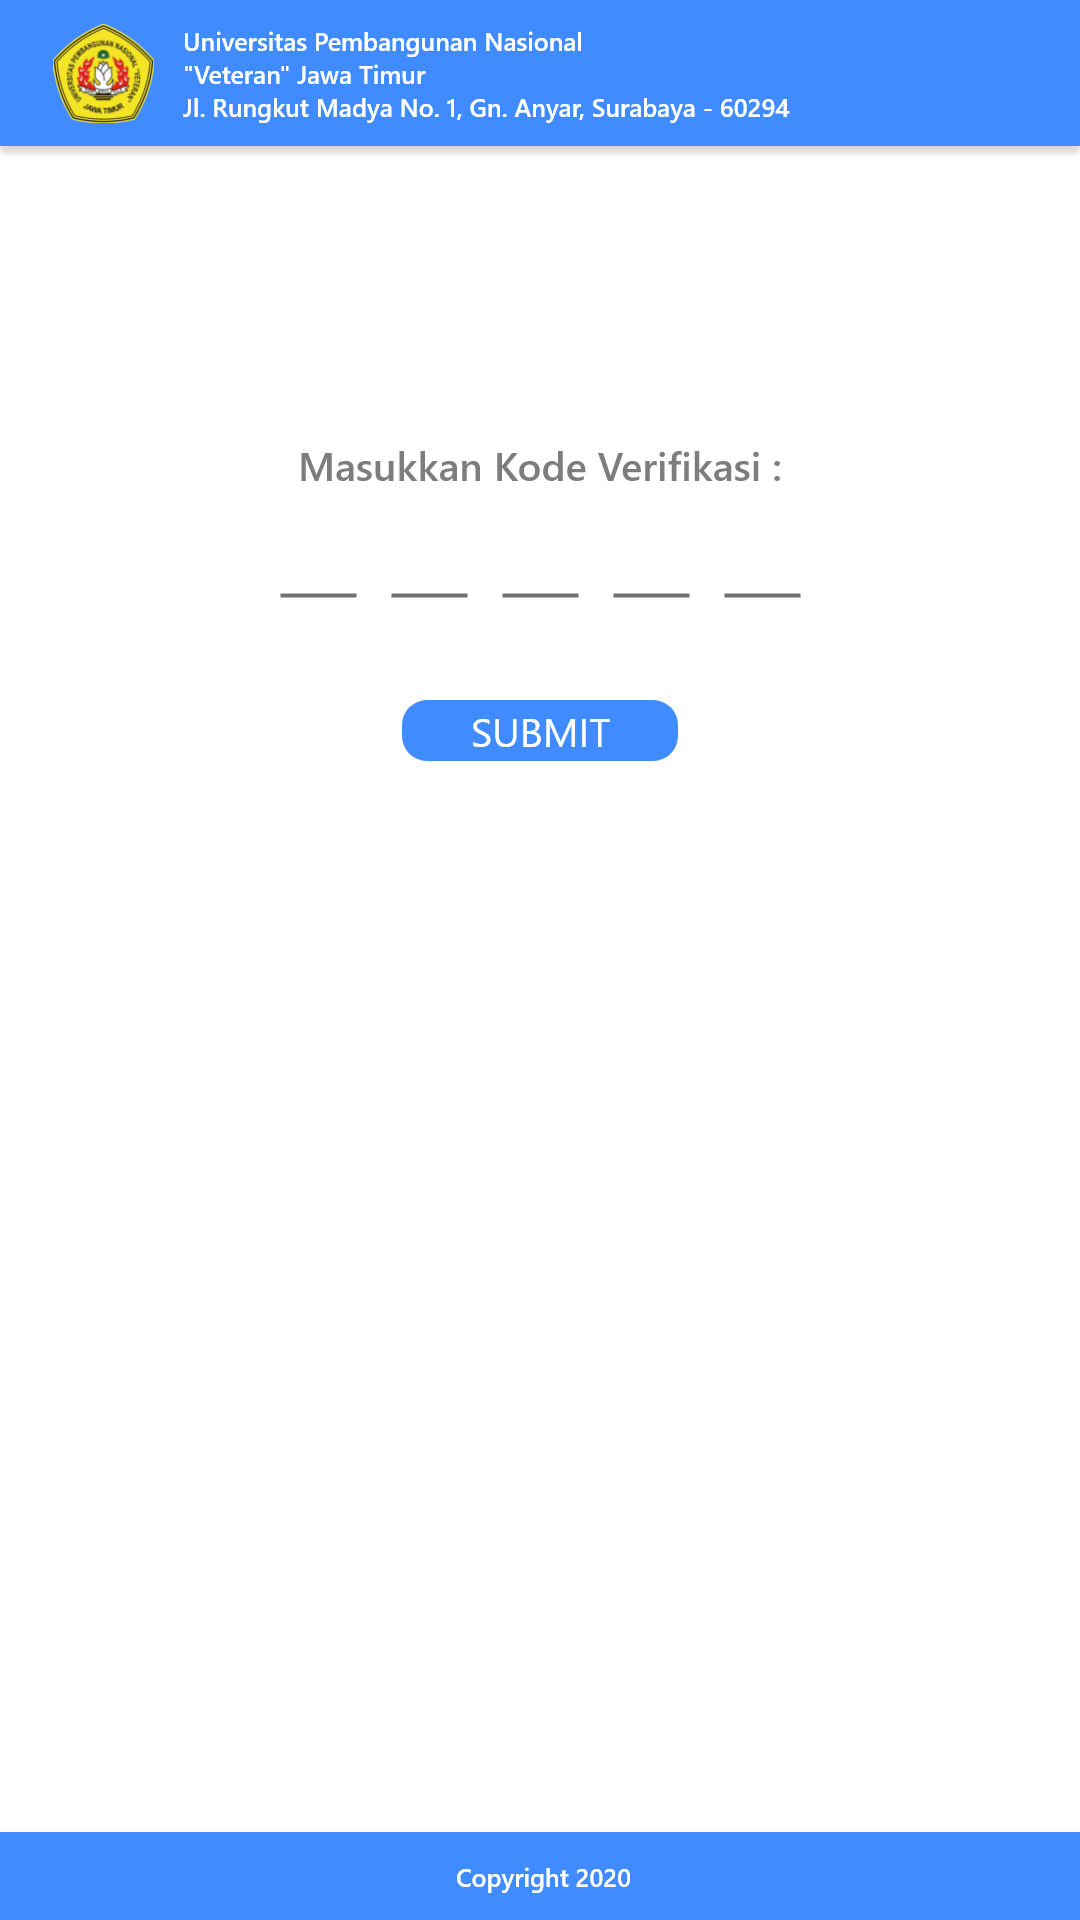 Universitas Pembangunan Nasional
"Veteran" Jawa Timur
Jl. Rungkut Madya No. 1, Gn. Anyar, Surabaya - 60294
UNIVERSITAS PEMBANGUNAN NASIONAL "VETERAN"
JAWA TIMUR
Masukkan Kode Verifikasi :
SUBMIT
Copyright 2020